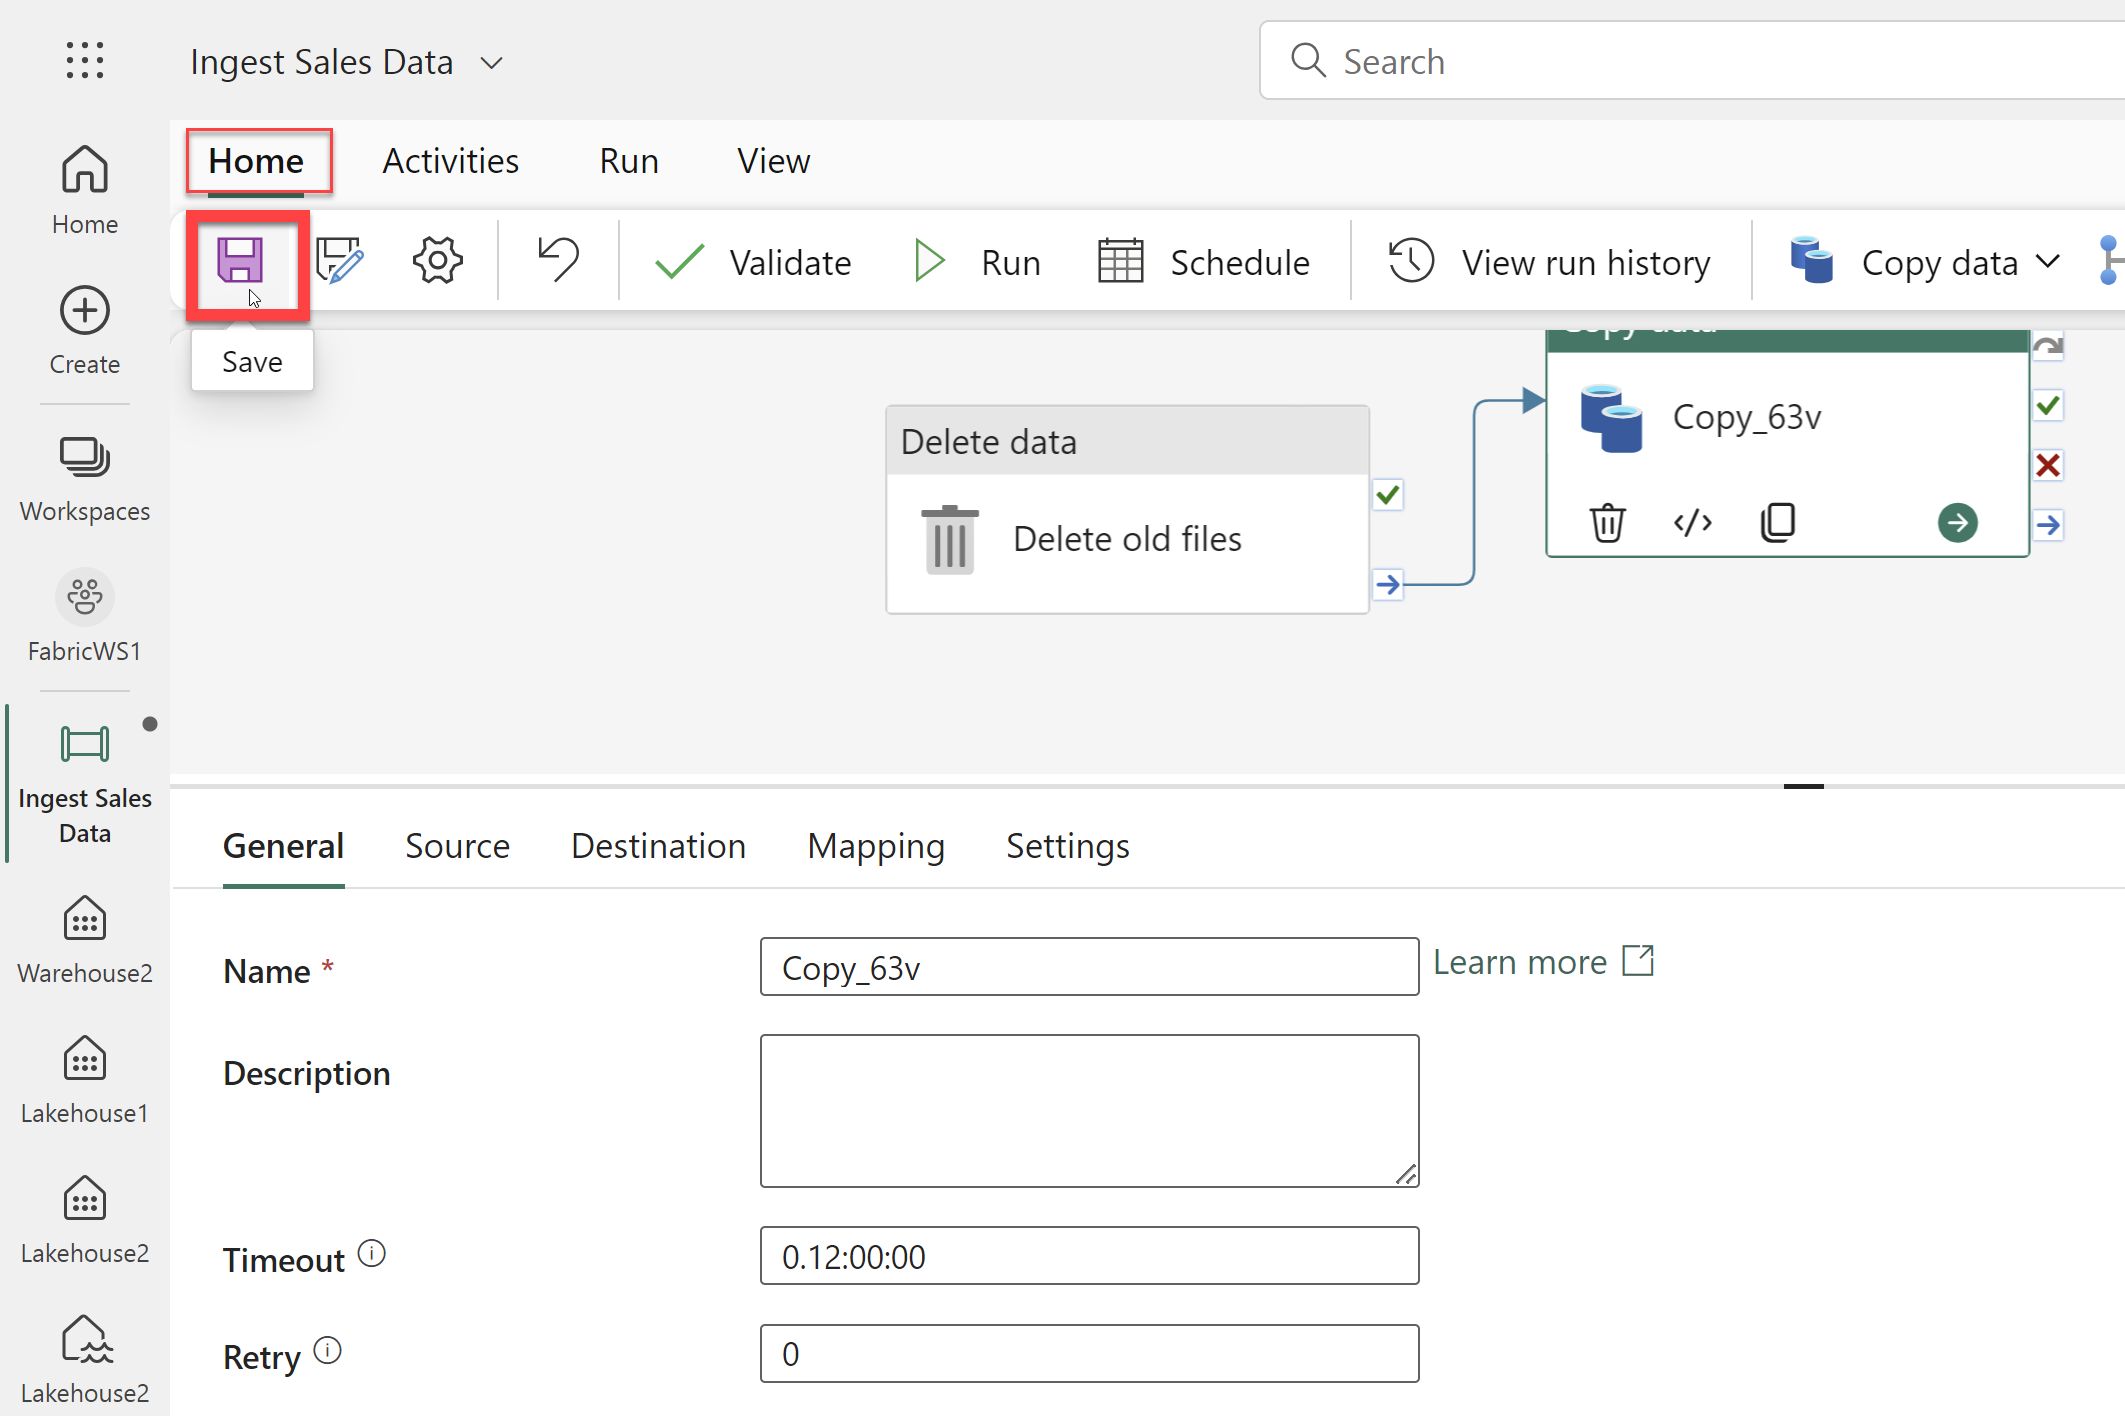 Ingest Sales Data
Search
Home
Activities
Run
View
Validate
Run
Schedule
View run history
Copy data
Save
Home
Create
Workspaces
FabricWS1
Ingest Sales
Data
Warehouse2
Lakehouse1
Lakehouse2
Lakehouse2
Delete data
Delete old files
Copy data
Copy_63v
</>
General
Source
Destination
Mapping
Settings
Name *
Copy_63v
Learn more
Description
Timeout
0.12:00:00
Retry
0